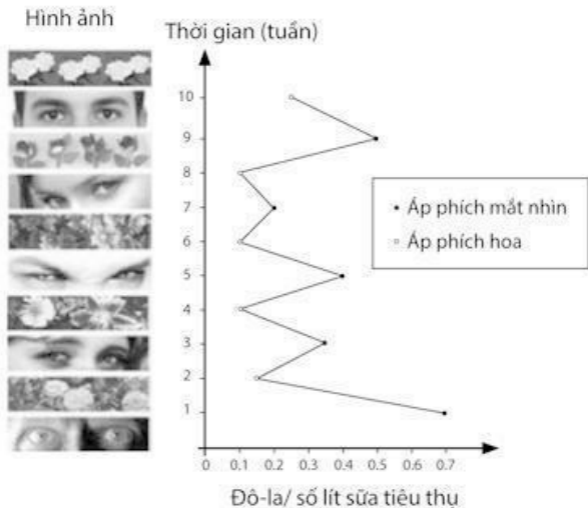 Hình ảnh
Thời gian (tuần)
10
9
8
7
6
5
4
3
2
1
0 0.1 0.2 0.3 0.4 0.5 0.6 0.7
Áp phích mắt nhìn
Áp phích hoa
Đô-la/ số lít sữa tiêu thụ